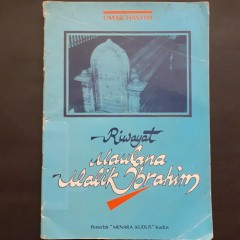 UMAR HASYIM
Riwayat
Maulana
Malik Ibrahim
Penerbit "MENARA KUDUS" Kudus